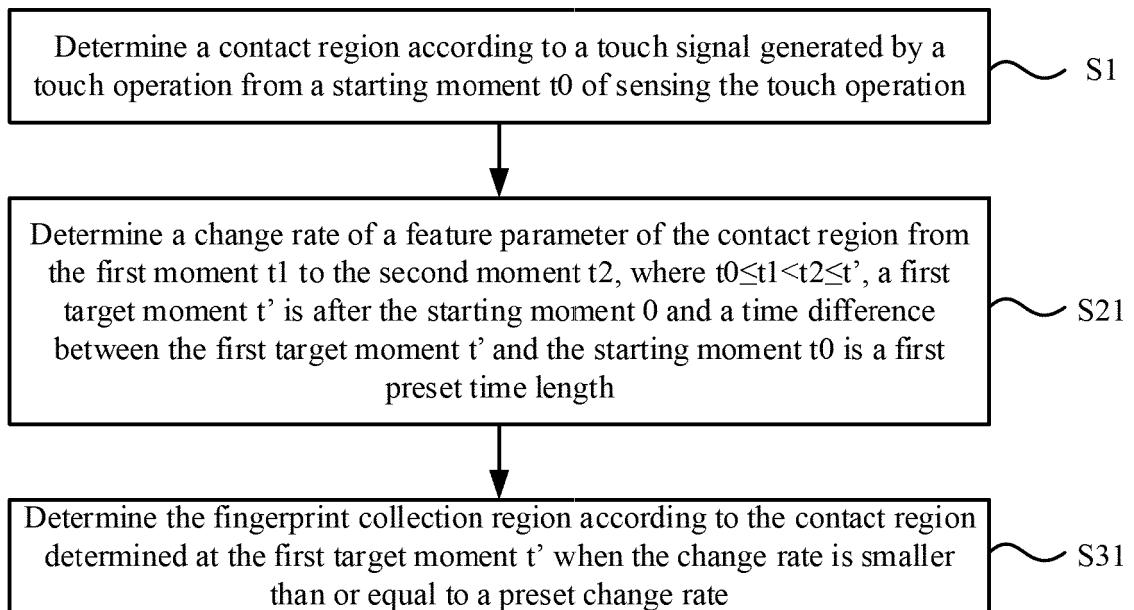 Determine a contact region according to a touch signal generated by a
touch operation from a starting moment t0 of sensing the touch operation
S1
Determine a change rate of a feature parameter of the contact region from
the first moment t1 to the second moment t2, where t0≤t1<t2≤t’, a first
target moment t’ is after the starting moment 0 and a time difference
between the first target moment t’ and the starting moment t0 is a first
preset time length
S21
Determine the fingerprint collection region according to the contact region
determined at the first target moment t’ when the change rate is smaller
than or equal to a preset change rate
S31